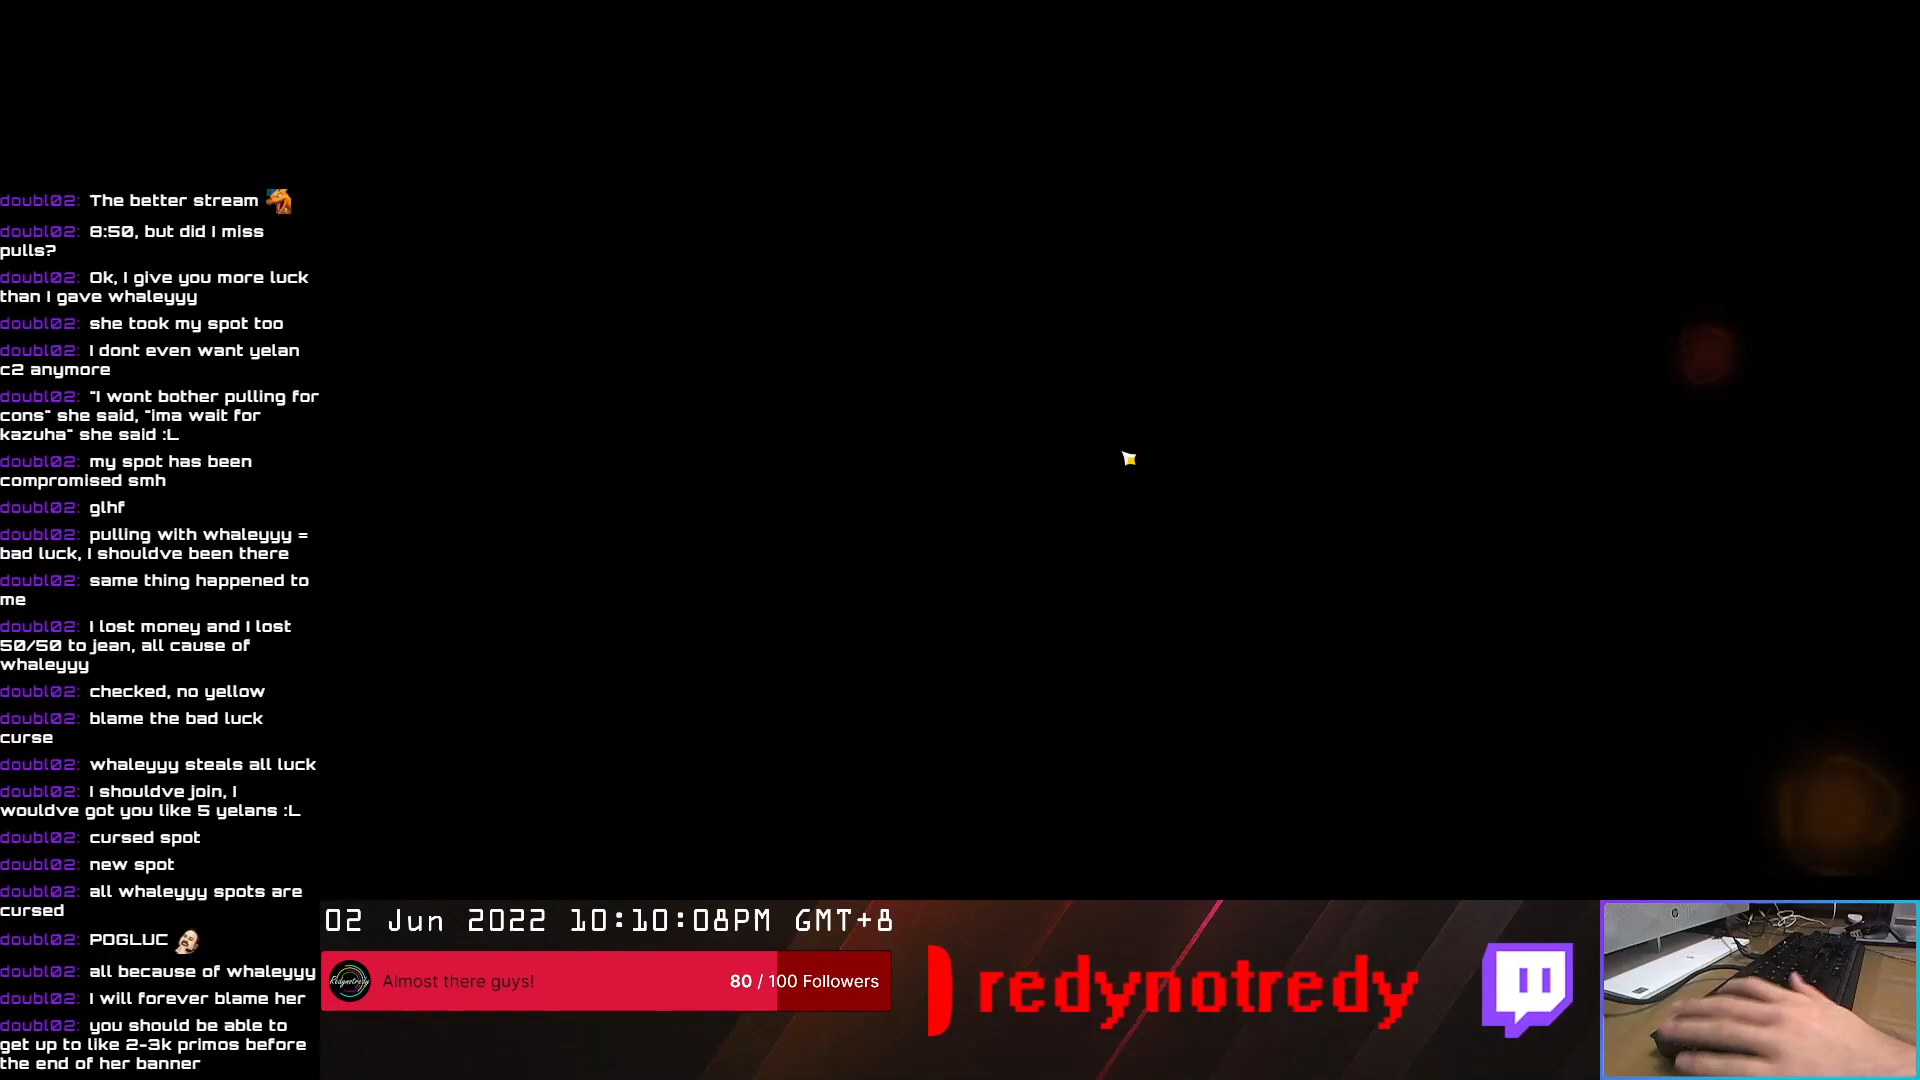 doubl02: The better stream
doubl02: 8:50, but did I miss
pulls?
doubl02: Ok, I give you more luck
than I gave whaleyyy
doubl02: she took my spot too
doubl02: I dont even want yelan
c2 anymore
doubl02: "I wont bother pulling for
cons" she said, "ima wait for
kazuha" she said :L
doubl02: my spot has been
compromised smh
doubl02: glhf
doubl02: pulling with whaleyyy =
bad luck, I shouldve been there
doubl02: same thing happened to
me
doubl02: I lost money and I lost
50/50 to jean, all cause of
whaleyyy
doubl02: checked, no yellow
doubl02: blame the bad luck
curse
doubl02: whaleyyy steals all luck
doubl02: I shouldve join, I
wouldve got you like 5 yelans :L
doubl02: cursed spot
doubl02: new spot
doubl02: all whaleyyy spots are
cursed
doubl02: POGLUC
doubl02: all because of whaleyyy
doubl02: I will forever blame her
doubl02: you should be able to
get up to like 2-3k primos before
the end of her banner
02 Jun 2022 10:10:08PM GMT+8
Redynotredy
Almost there guys!
80 / 100 Followers
redynotredy